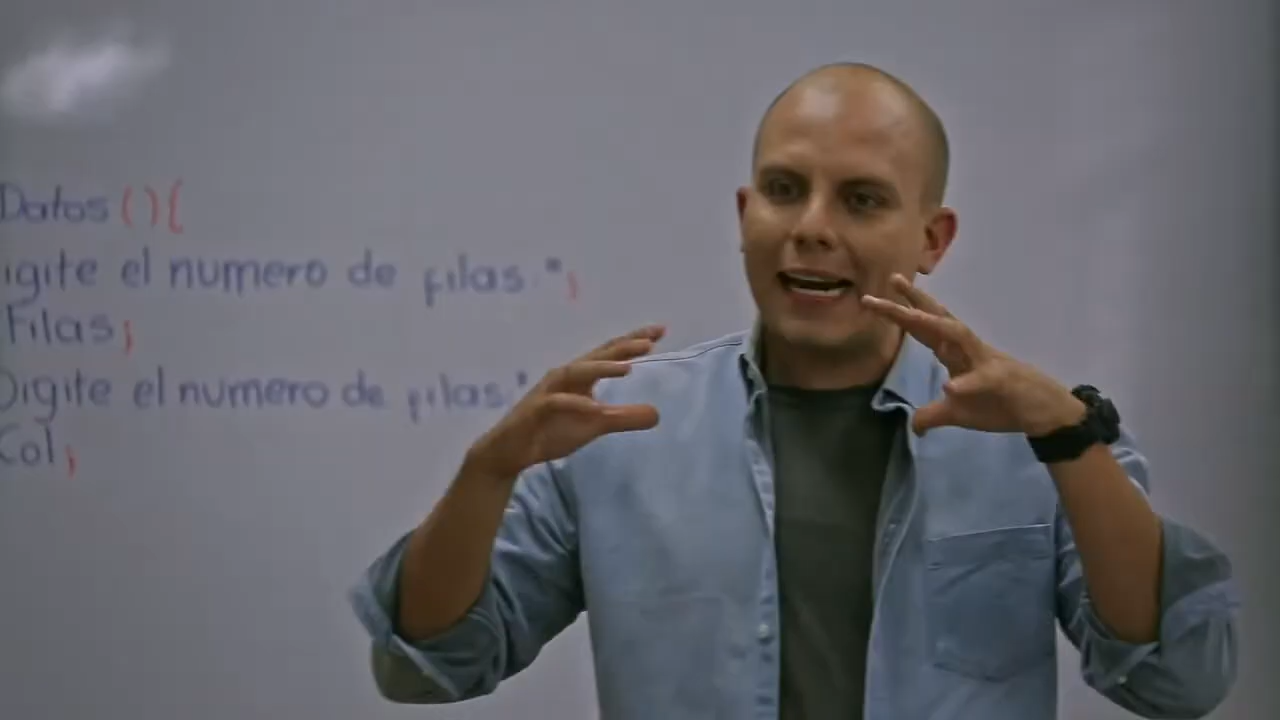 Datos (){
igite el numero de filas.";
Filas;
Digite el numero de filas."
Col;